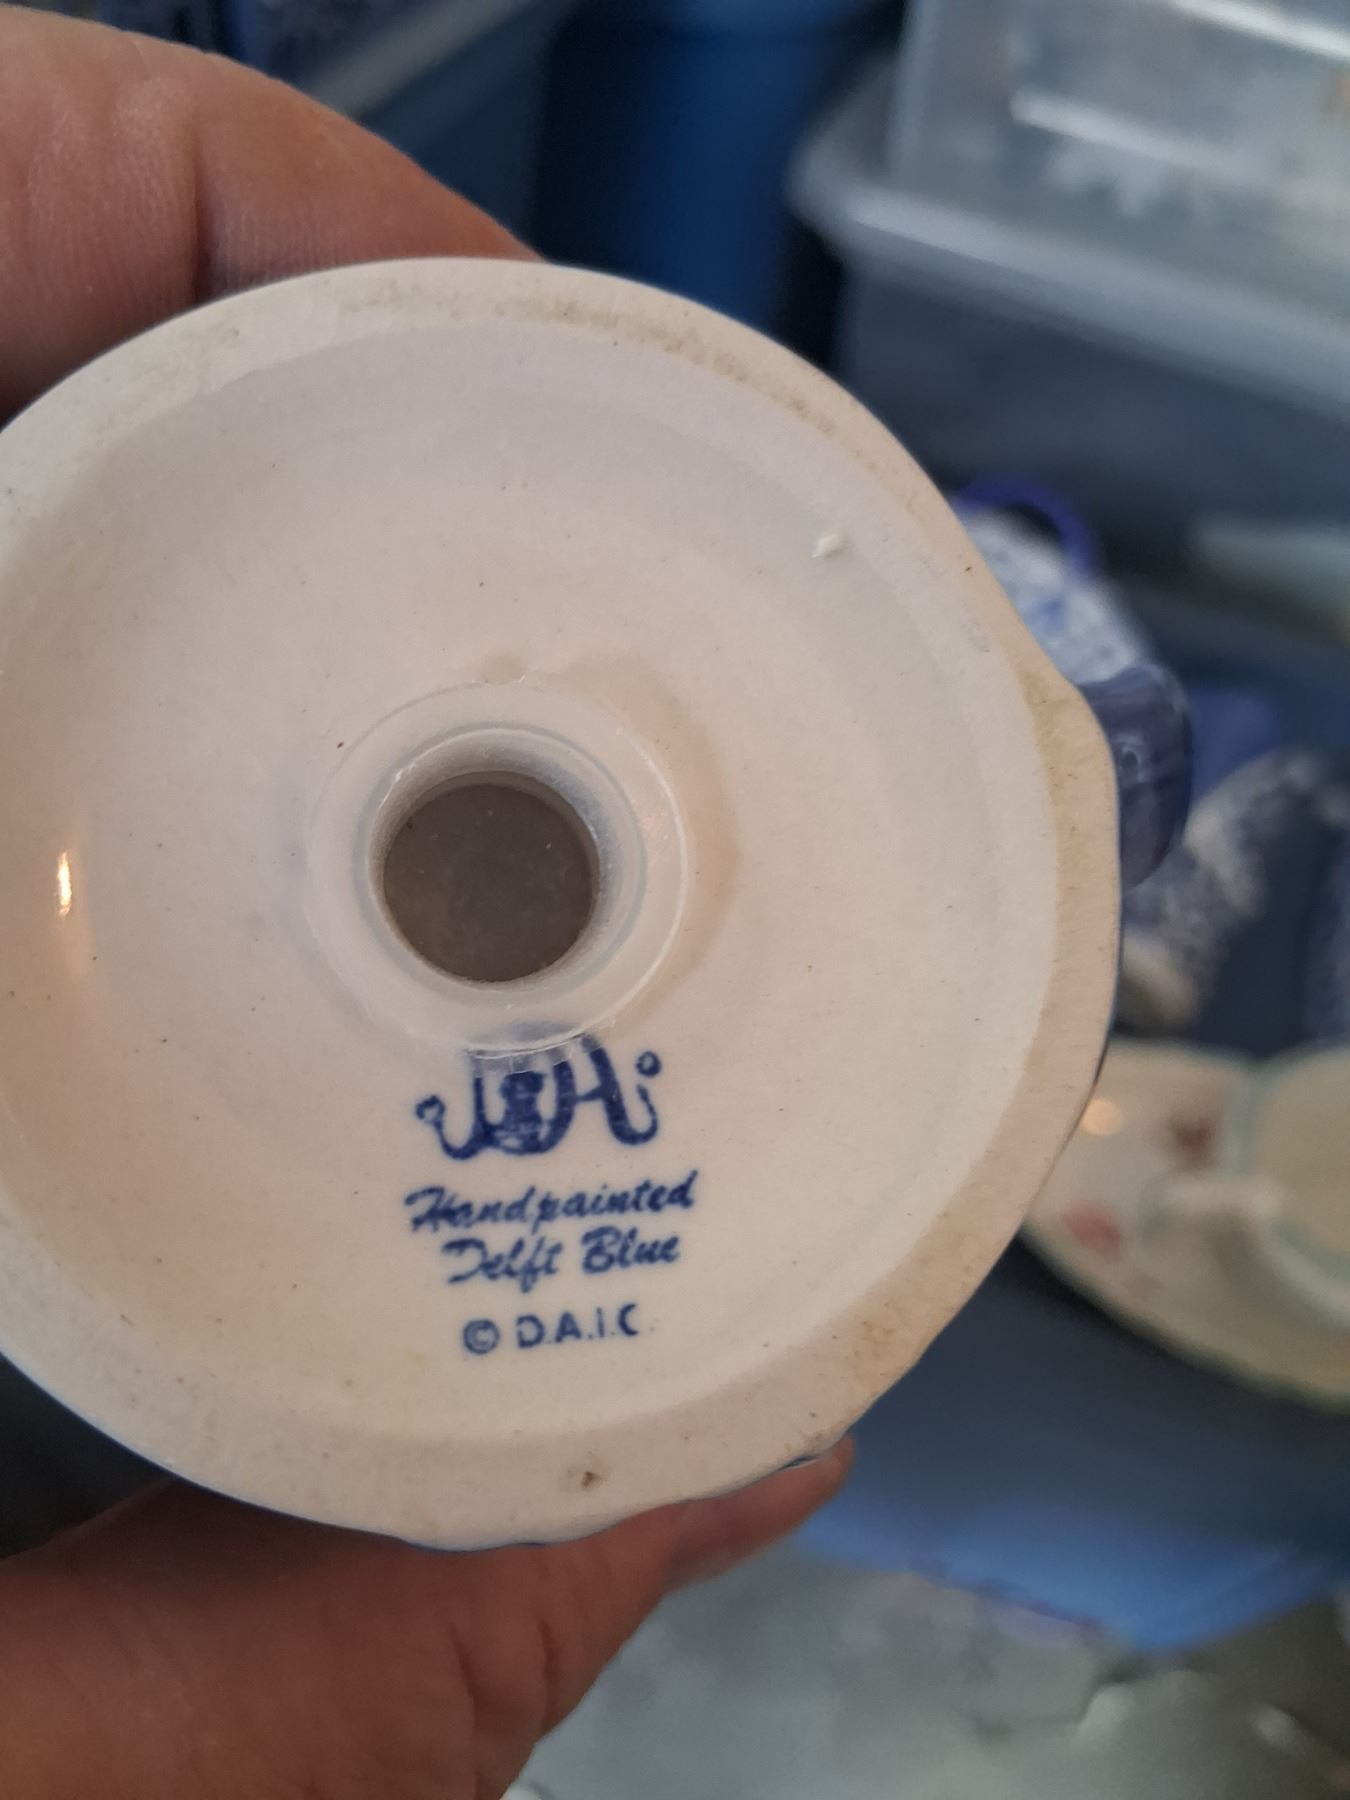 Handpainted
Delft Blue
© D.A.I.C.